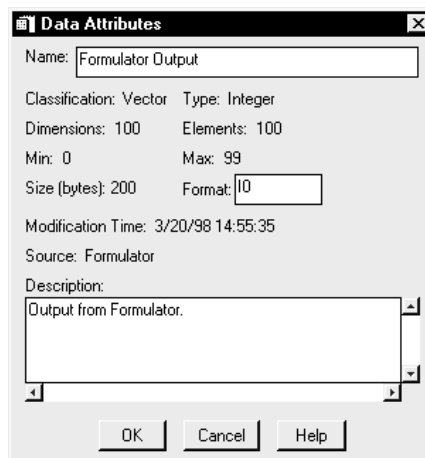 Data Attributes
Name: Formulator Output
Classification: Vector Type: Integer
Dimensions: 100 Elements: 100
Min: 0 Max: 99
Size (bytes): 200 Format: I0
Modification Time: 3/20/98 14:55:35
Source: Formulator
Description:
Output from Formulator.
OK Cancel Help